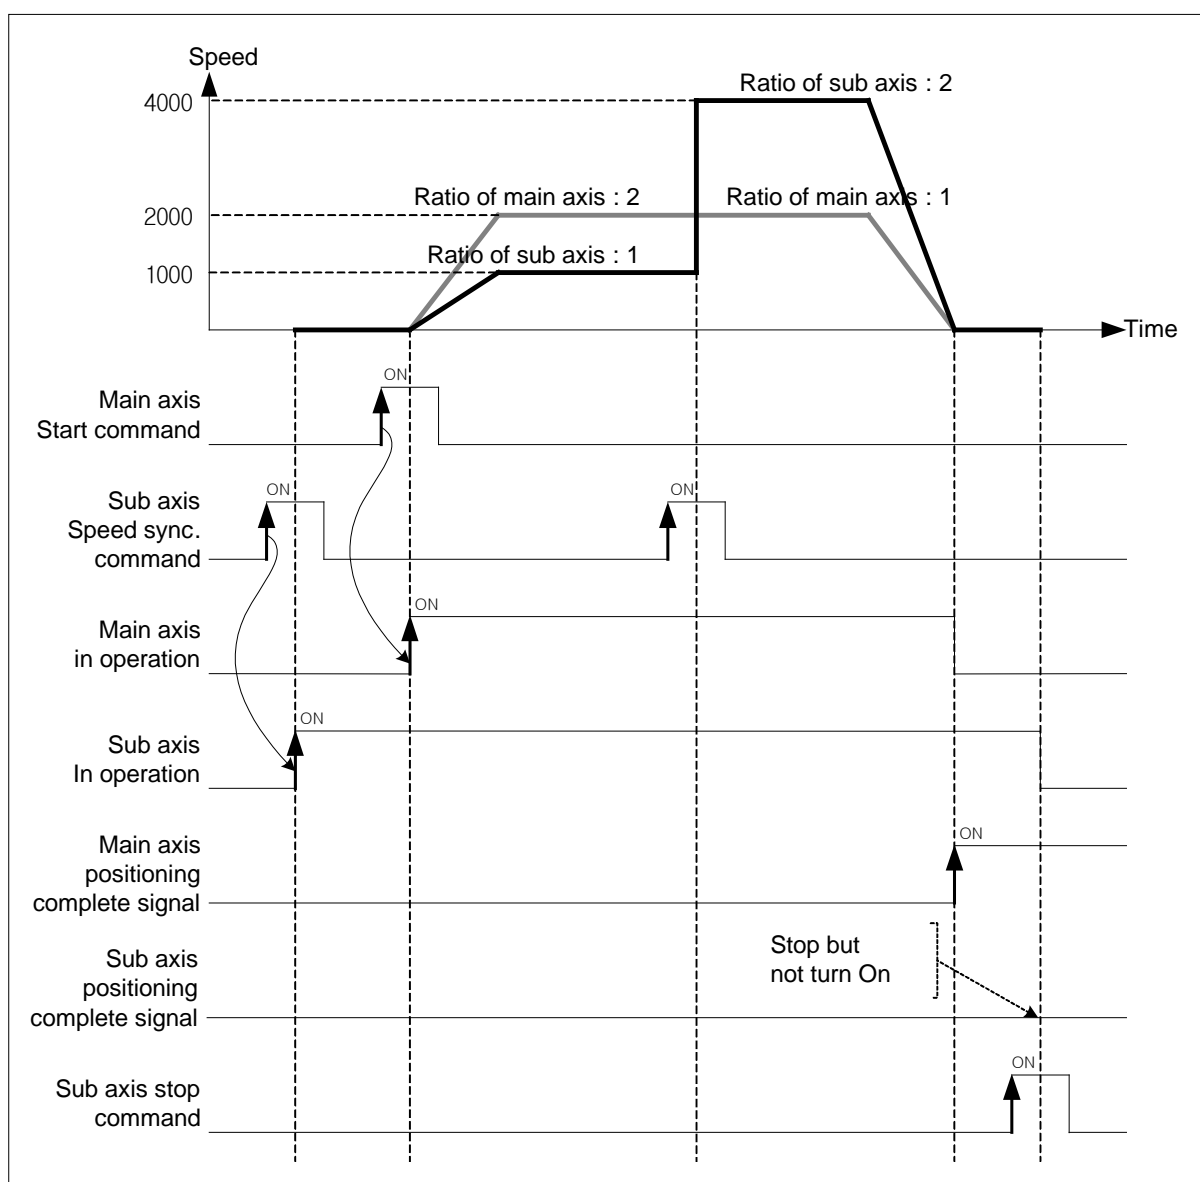 Speed
4000
Ratio of sub axis : 2
Ratio of main axis : 2
Ratio of main axis : 1
2000
Ratio of sub axis : 1
1000
Time
ON
Main axis
Start command
ON
ON
Sub axis
Speed sync.
command
ON
Main axis
in operation
ON
Sub axis
In operation
ON
Main axis
positioning
complete signal
Stop but
not turn On
Sub axis
positioning
complete signal
ON
Sub axis stop
command